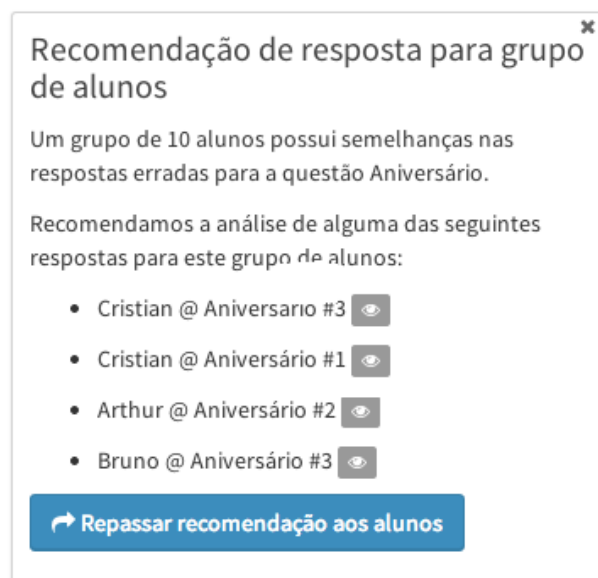 Recomendação de resposta para grupo
de alunos
Um grupo de 10 alunos possui semelhanças nas
respostas erradas para a questão Aniversário.
Recomendamos a análise de alguma das seguintes
respostas para este grupo de alunos:
Cristian @ Aniversario #3
Cristian @ Aniversário #1
Arthur @ Aniversário #2
Bruno @ Aniversário #3
Repassar recomendação aos alunos